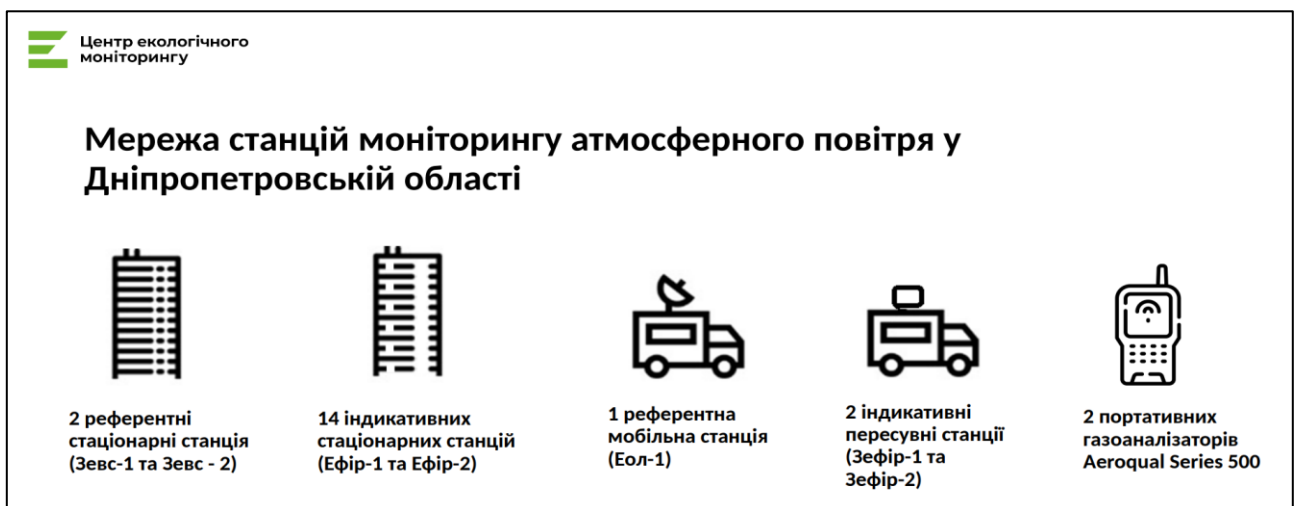 Центр екологічного
моніторингу
Мережа станцій моніторингу атмосферного повітря у
Дніпропетровській області
2 референтні
стаціонарні станція
(Зевс-1 та Зевс - 2)
14 індикативних
стаціонарних станцій
(Ефір-1 та Ефір-2)
1 референтна
мобільна станція
(Еол-1)
2 індикативні
пересувні станції
(Зефір-1 та
Зефір-2)
2 портативних
газоаналізаторів
Aeroqual Series 500